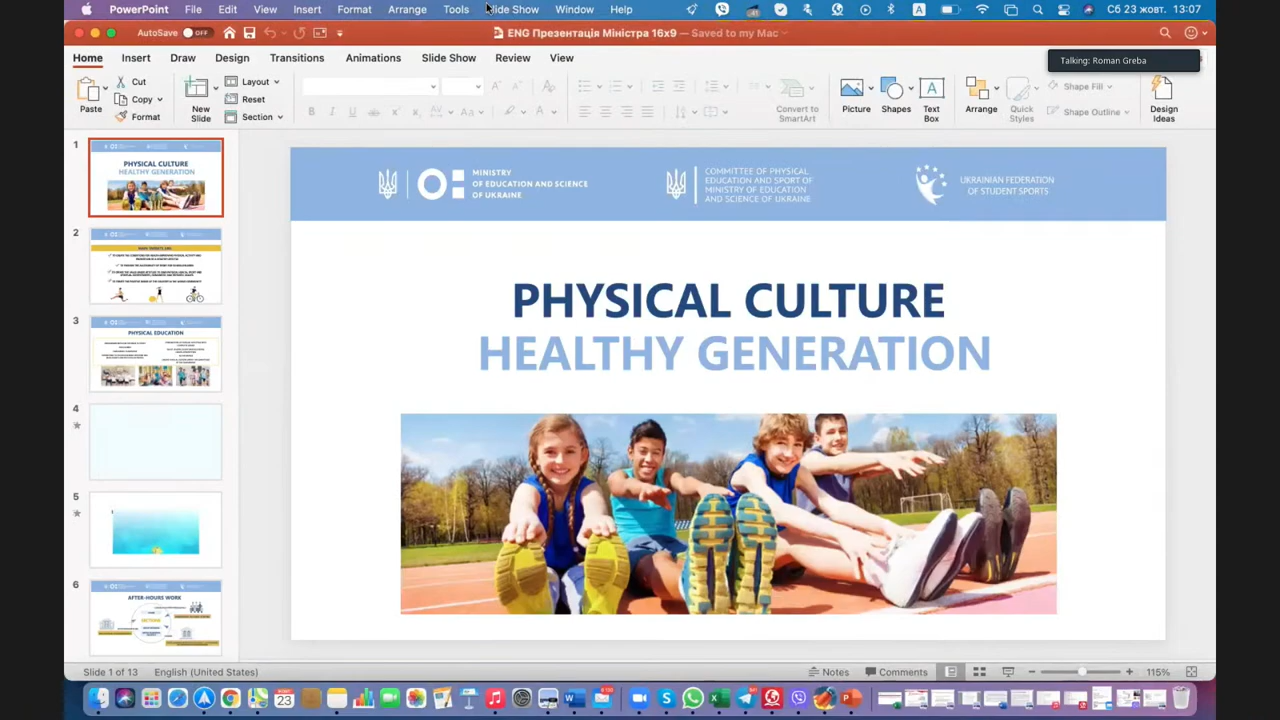 PowerPoint File Edit View Insert Format Arrange Tools Slide Show Window Help Сб 23 жовт. 13:07
AutoSave OFF ENG Презентація Міністра 16x9 — Saved to my Mac
Home Insert Draw Design Transitions Animations Slide Show Review View
Talking: Roman Greba
Paste
Cut
Copy
Format
New Slide
Layout
Reset
Section
Convert to SmartArt
Picture
Shapes
Text Box
Arrange
Quick Styles
Shape Fill
Shape Outline
Design Ideas
1
PHYSICAL CULTURE
HEALTHY GENERATION
2
3
PHYSICAL EDUCATION
4
5
6
AFTER-HOURS WORK
MINISTRY
OF EDUCATION AND SCIENCE
OF UKRAINE
COMMITTEE OF PHYSICAL
EDUCATION AND SPORT OF
MINISTRY OF EDUCATION
AND SCIENCE OF UKRAINE
UKRAINIAN FEDERATION
OF STUDENT SPORTS
PHYSICAL CULTURE
HEALTHY GENERATION
Slide 1 of 13 English (United States) Notes Comments 115%